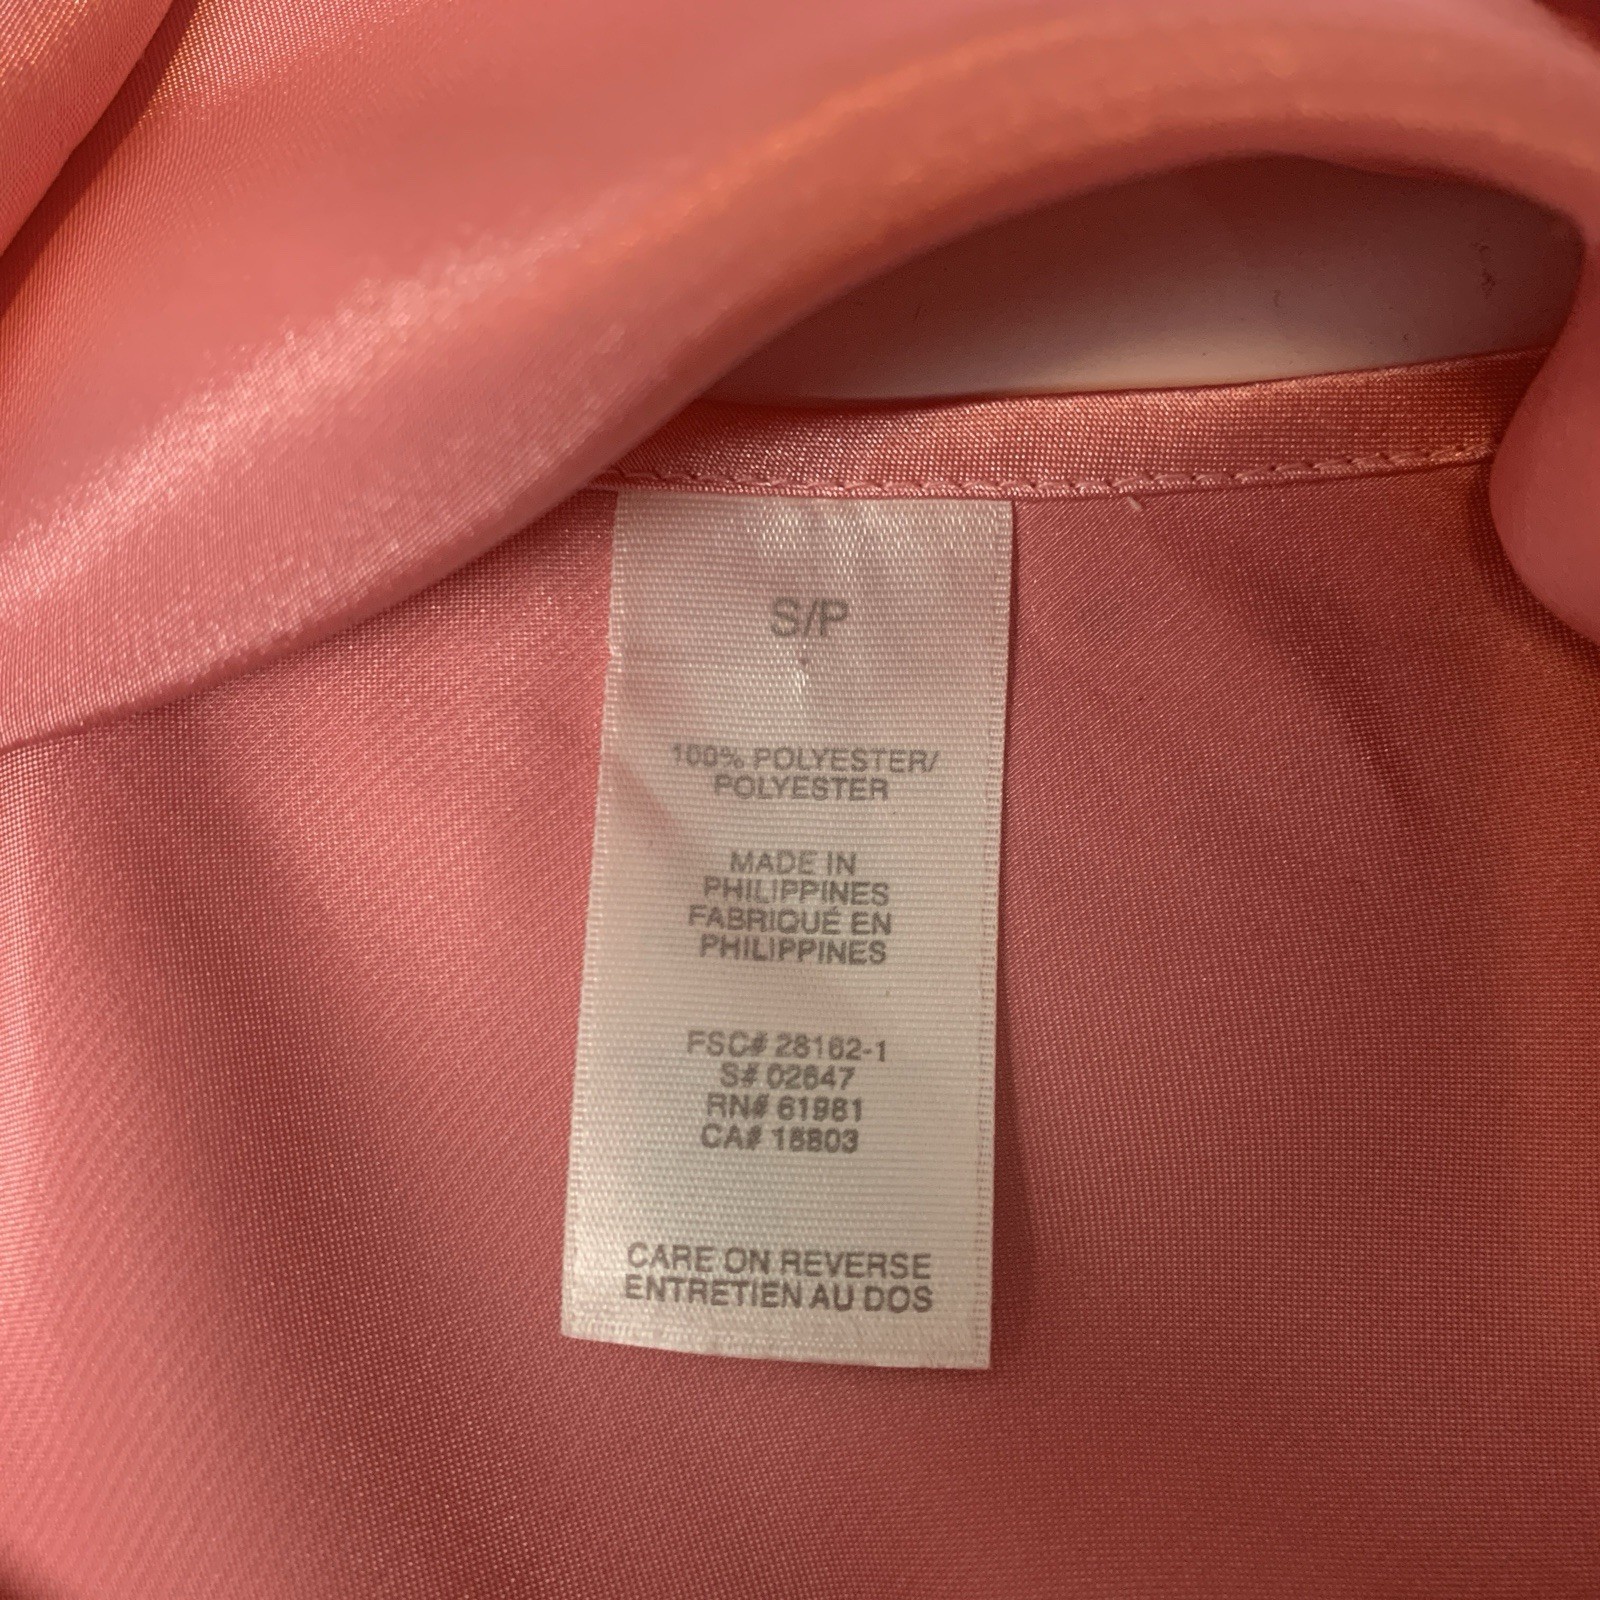 S/P
100% POLYESTER/
POLYESTER
MADE IN
PHILIPPINES
FABRIQUÉ EN
PHILIPPINES
FSC# 28162-1
S# 02647
RN# 61981
CA# 18803
CARE ON REVERSE
ENTRETIEN AU DOS